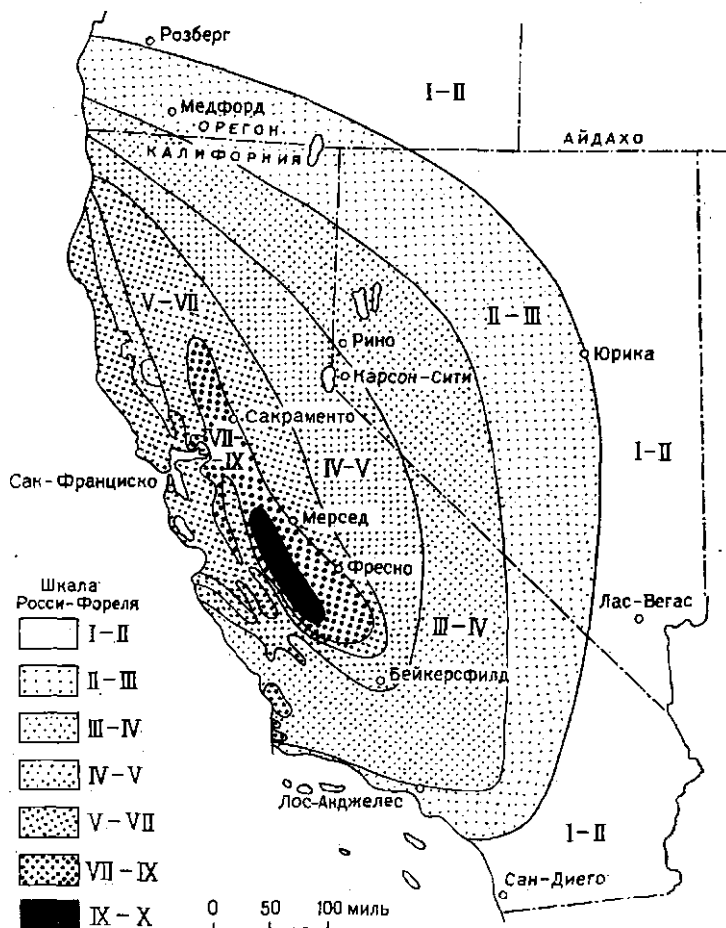 Розберг
I–II
Медфорд
ОРЕГОН
КАЛИФОРНИЯ
АЙДАХО
V–VII
II–III
Рино
Юрика
Карсон-Сити
Сакраменто
VII–IX
IV–V
I–II
Сак-Франциско
Мерсед
Фресно
Лас-Вегас
III–IV
Бейкерсфилд
Лос-Анджелес
I–II
Сан-Диего
Шкала
Росси-Фореля
I–II
II–III
III–IV
IV–V
V–VII
VII–IX
IX–X
0 50 100 миль